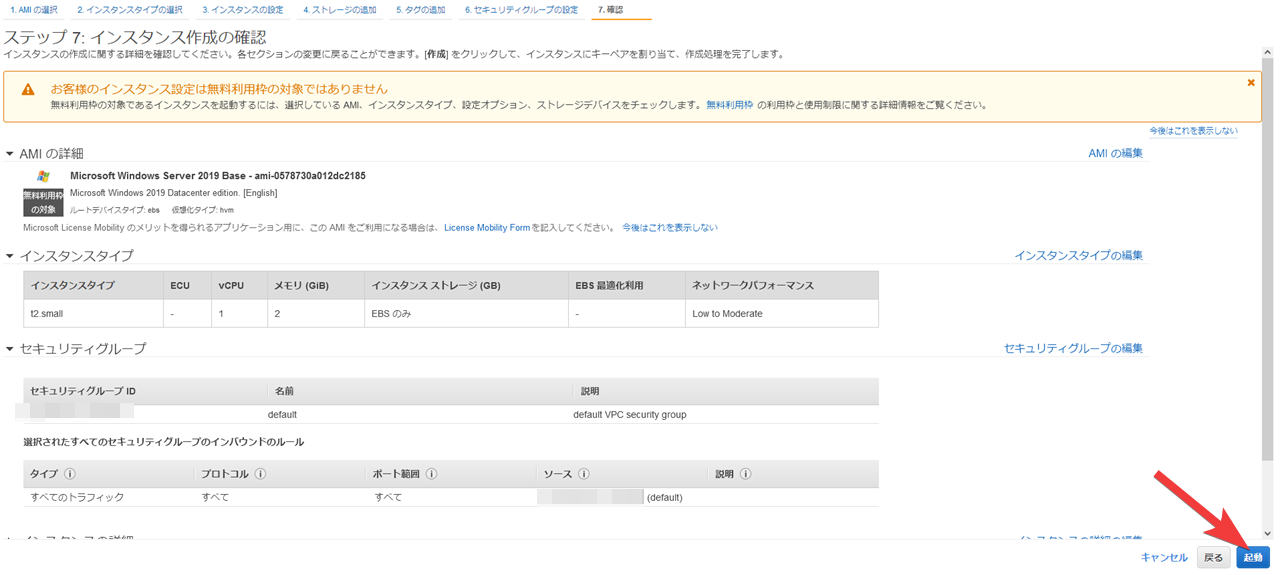 1. AMI の選択 2. インスタンスタイプの選択 3. インスタンスの設定 4. ストレージの追加 5. タグの追加 6. セキュリティグループの設定 7. 確認
ステップ 7: インスタンス作成の確認
インスタンスの作成に関する詳細を確認してください。各セクションの変更に戻ることができます。[作成] をクリックして、インスタンスにキーペアを割り当て、作成処理を完了します。
お客様のインスタンス設定は無料利用枠の対象ではありません
無料利用枠の対象であるインスタンスを起動するには、選択している AMI、インスタンスタイプ、設定オプション、ストレージデバイスをチェックします。 無料利用枠 の利用枠と使用制限に関する詳細情報をご覧ください。
今後はこれを表示しない
AMI の詳細 AMI の編集
Microsoft Windows Server 2019 Base - ami-0578730a012dc2185
Microsoft Windows 2019 Datacenter edition. [English]
無料利用枠
の対象
ルートデバイスタイプ: ebs 仮想化タイプ: hvm
Microsoft License Mobility のメリットを得られるアプリケーション用に、この AMI をご利用になる場合は、 License Mobility Form を記入してください。 今後はこれを表示しない
インスタンスタイプ インスタンスタイプの編集
インスタンスタイプ ECU vCPU メモリ (GiB) インスタンス ストレージ (GB) EBS 最適化利用 ネットワークパフォーマンス
t2.small - 1 2 EBS のみ - Low to Moderate
セキュリティグループ セキュリティグループの編集
セキュリティグループ ID 名前 説明
default default VPC security group
選択されたすべてのセキュリティグループのインバウンドのルール
タイプ プロトコル ポート範囲 ソース 説明
すべてのトラフィック すべて すべて (default)
インスタンスの詳細 インスタンスの詳細の編集
キャンセル 戻る 起動